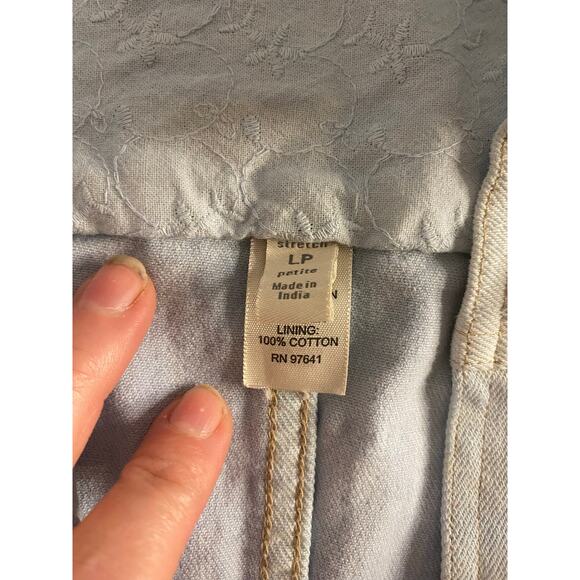 stretch
LP
petite
Made in
India
N
LINING:
100% COTTON
RN 97641